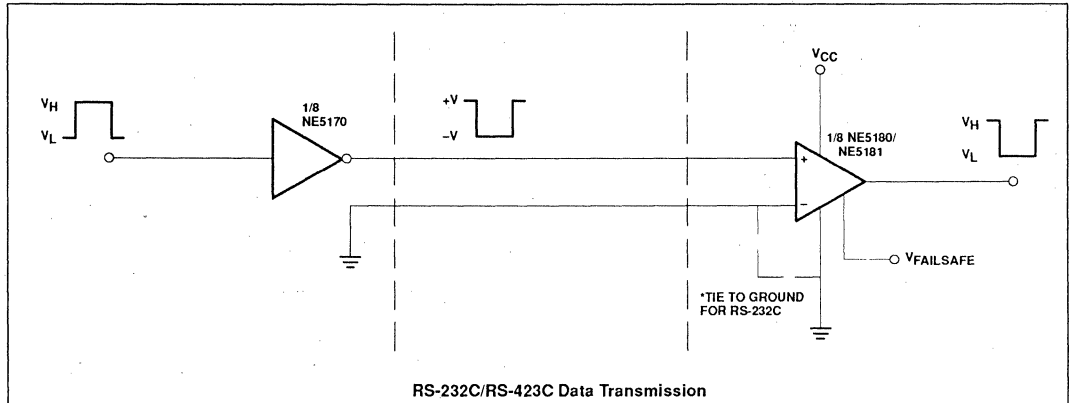 VCC
VH
VL
1/8
NE5170
+V
−V
1/8 NE5180/
NE5181
VH
VL
+
−
VFAILSAFE
*TIE TO GROUND
FOR RS-232C
RS-232C/RS-423C Data Transmission